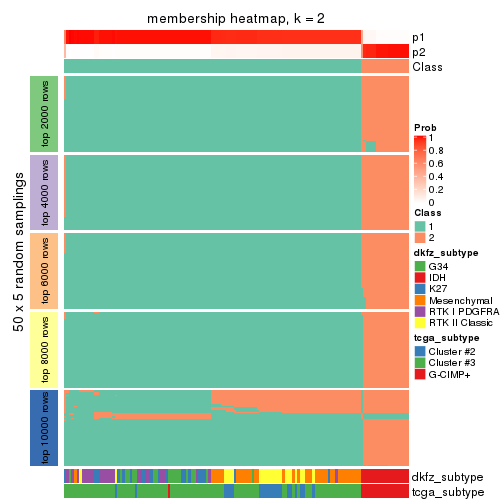 membership heatmap, k = 2
p1
p2
Class
50 x 5 random samplings
top 2000 rows
top 4000 rows
top 6000 rows
top 8000 rows
top 10000 rows
dkfz_subtype
tcga_subtype
Prob
1
0.8
0.6
0.4
0.2
0
Class
1
2
dkfz_subtype
G34
IDH
K27
Mesenchymal
RTK I PDGFRA
RTK II Classic
tcga_subtype
Cluster #2
Cluster #3
G-CIMP+